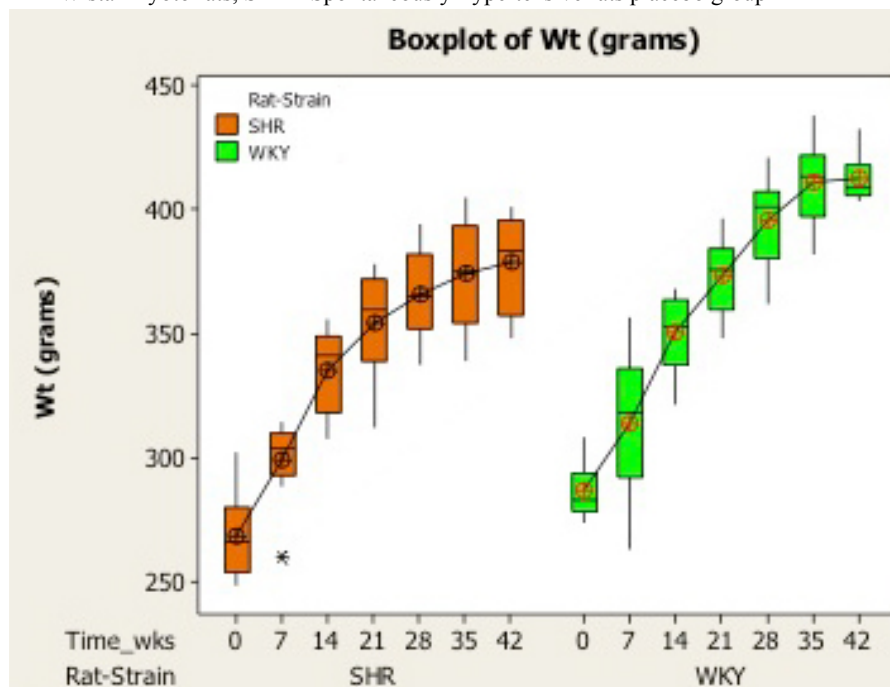 Boxplot of Wt (grams)
450
400
350
300
250
Wt (grams)
Rat-Strain
SHR
WKY
Time_wks 0 7 14 21 28 35 42 0 7 14 21 28 35 42
Rat-Strain SHR WKY